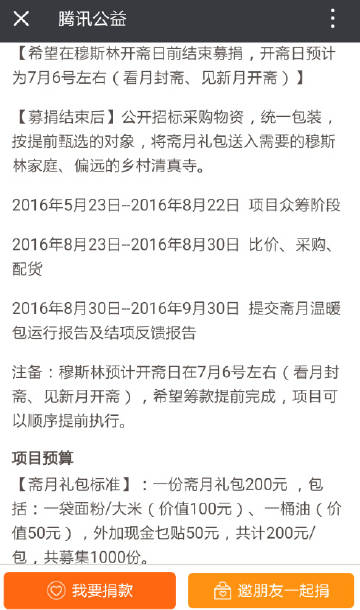 腾讯公益
【希望在穆斯林开斋日前结束募捐，开斋日预计
为7月6号左右（看月封斋、见新月开斋）】
【募捐结束后】公开招标采购物资，统一包装，
按提前甄选的对象，将斋月礼包送入需要的穆斯
林家庭、偏远的乡村清真寺。
2016年5月23日--2016年8月22日 项目众筹阶段
2016年8月23日--2016年8月30日 比价、采购、
配货
2016年8月30日--2016年9月30日 提交斋月温暖
包运行报告及结项反馈报告
注备：穆斯林预计开斋日在7月6号左右（看月封
斋、见新月开斋），希望筹款提前完成，项目可
以顺序提前执行。
项目预算
【斋月礼包标准】：一份斋月礼包200元 ，包
括：一袋面粉/大米（价值100元）、一桶油（价
值50元），外加现金乜贴50元，共计200元/
包，共募集1000份。
我要捐款
邀朋友一起捐